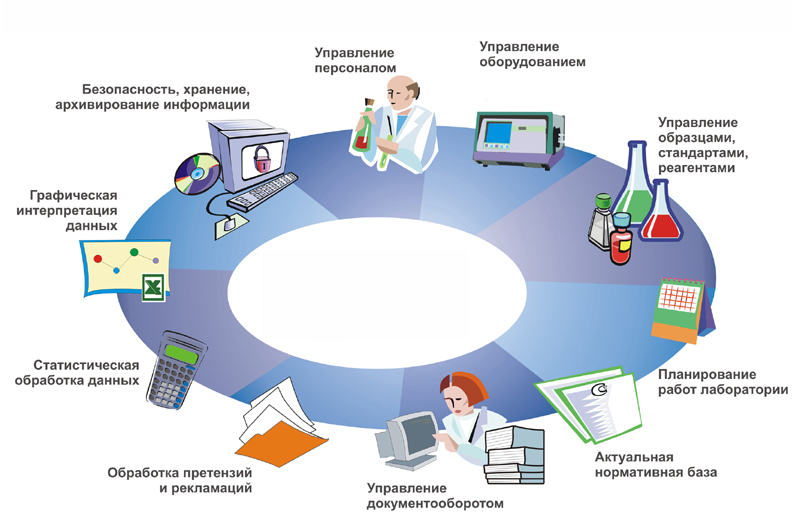 Управление
персоналом
Управление
оборудованием
Управление
образцами,
стандартами,
реагентами
Планирование
работ лаборатории
Актуальная
нормативная база
Управление
документооборотом
Обработка претензий
и рекламаций
Статистическая
обработка данных
Графическая
интерпретация
данных
X
Безопасность, хранение,
архивирование информации